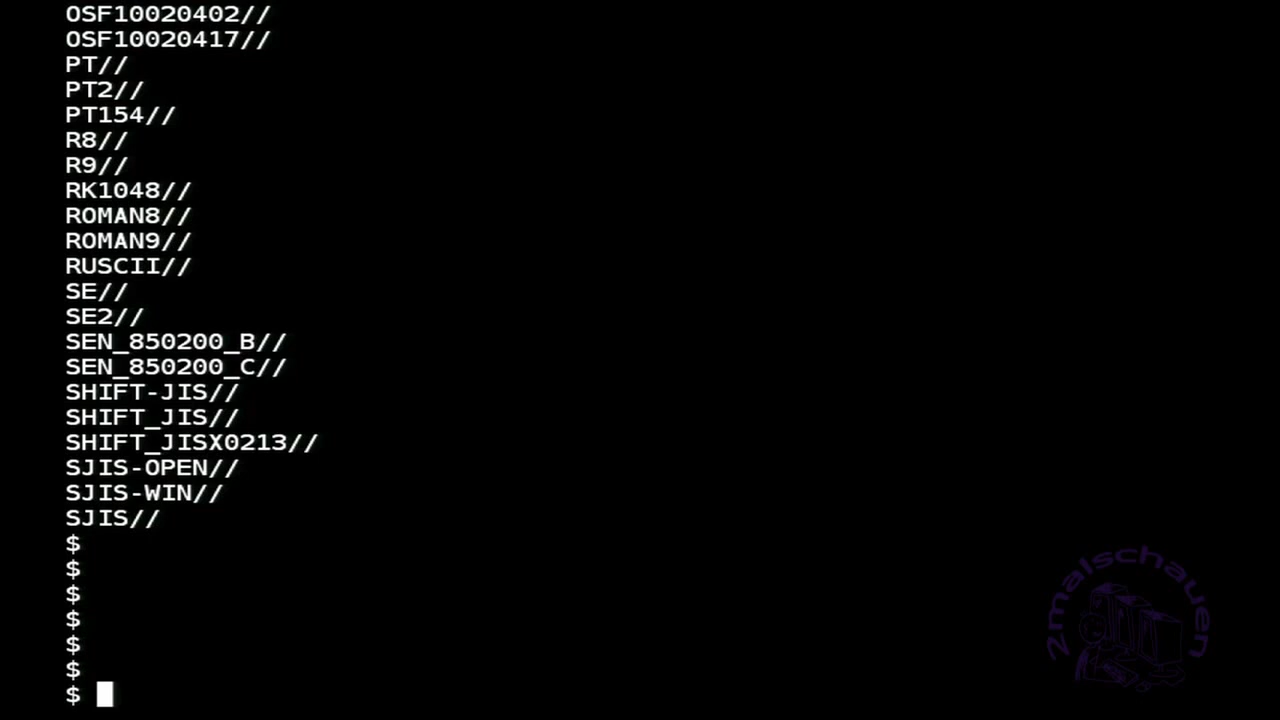 OSF10020402//
OSF10020417//
PT//
PT2//
PT154//
R8//
R9//
RK1048//
ROMAN8//
ROMAN9//
RUSCII//
SE//
SE2//
SEN_850200_B//
SEN_850200_C//
SHIFT-JIS//
SHIFT_JIS//
SHIFT_JISX0213//
SJIS-OPEN//
SJIS-WIN//
SJIS//
$
$
$
$
$
$
$
2malschauen